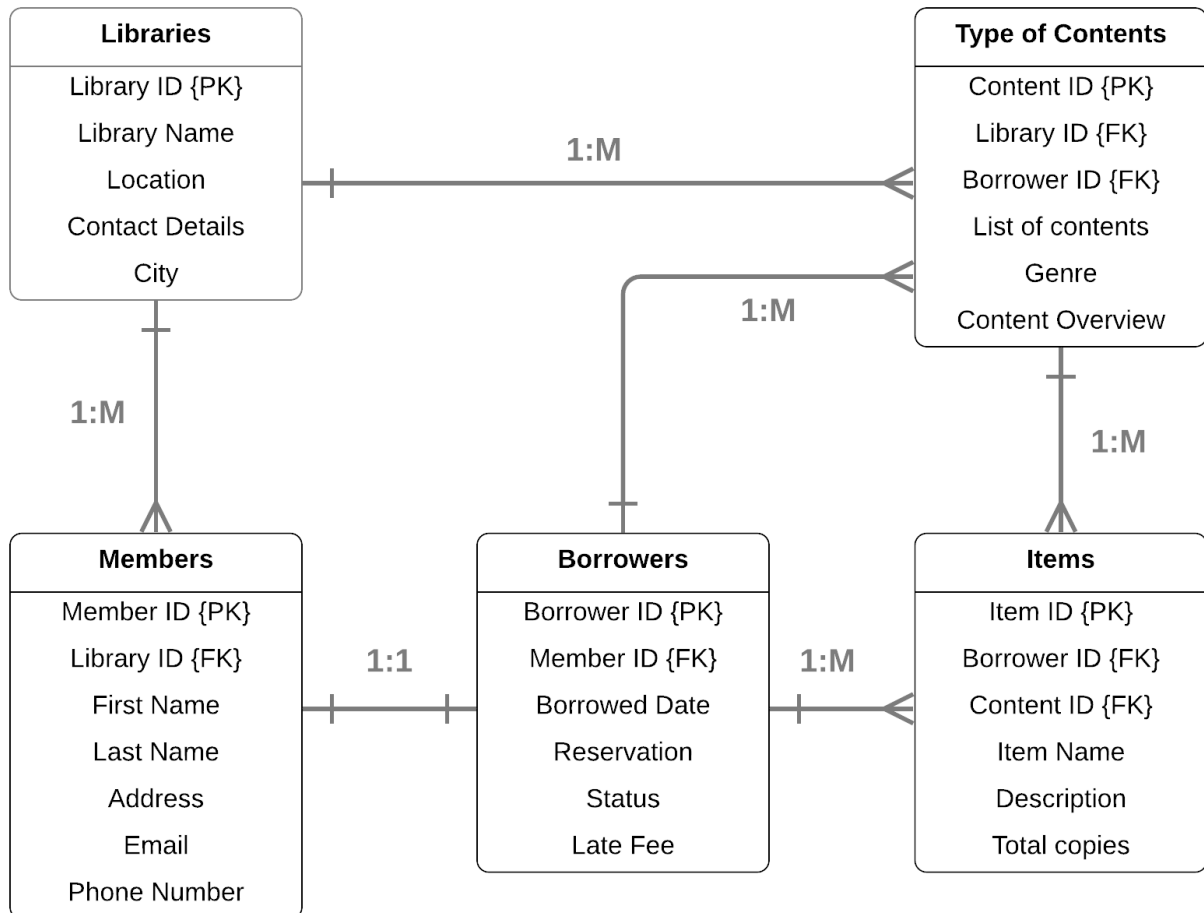 Libraries
Library ID {PK}
Library Name
Location
Contact Details
City
1:M
Type of Contents
Content ID {PK}
Library ID {FK}
Borrower ID {FK}
List of contents
Genre
Content Overview
1:M
1:M
1:M
Members
Member ID {PK}
Library ID {FK}
First Name
Last Name
Address
Email
Phone Number
1:1
Borrowers
Borrower ID {PK}
Member ID {FK}
Borrowed Date
Reservation
Status
Late Fee
1:M
Items
Item ID {PK}
Borrower ID {FK}
Content ID {FK}
Item Name
Description
Total copies